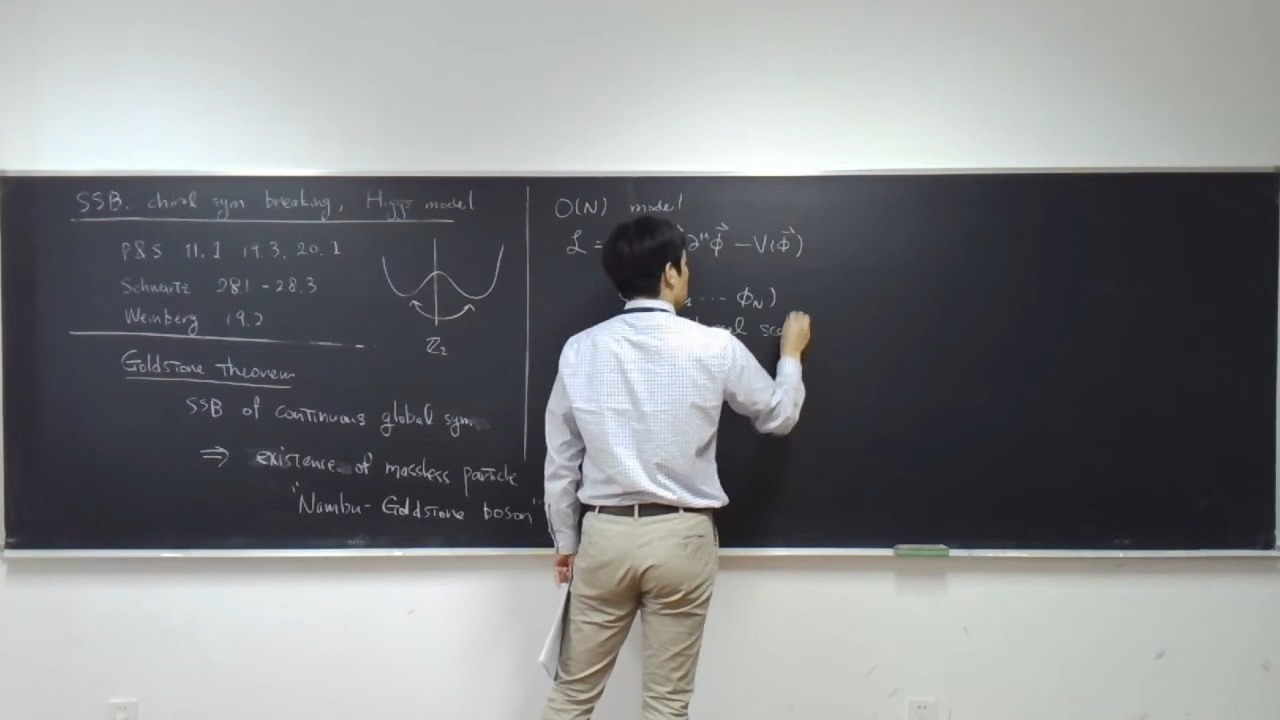 SSB. chiral sym breaking, Higgs model
P&S 11.1 19.3, 20.1
Schwartz 28.1 - 28.3
Weinberg 19.2
ℤ₂
Goldstone Theorem
SSB of continuous global sym
⇒ existence of massless particle
"Nambu-Goldstone boson"
O(N) model
ℒ = ∂^μ ϕ⃗ - V(ϕ⃗)
⋯ ϕ_N)